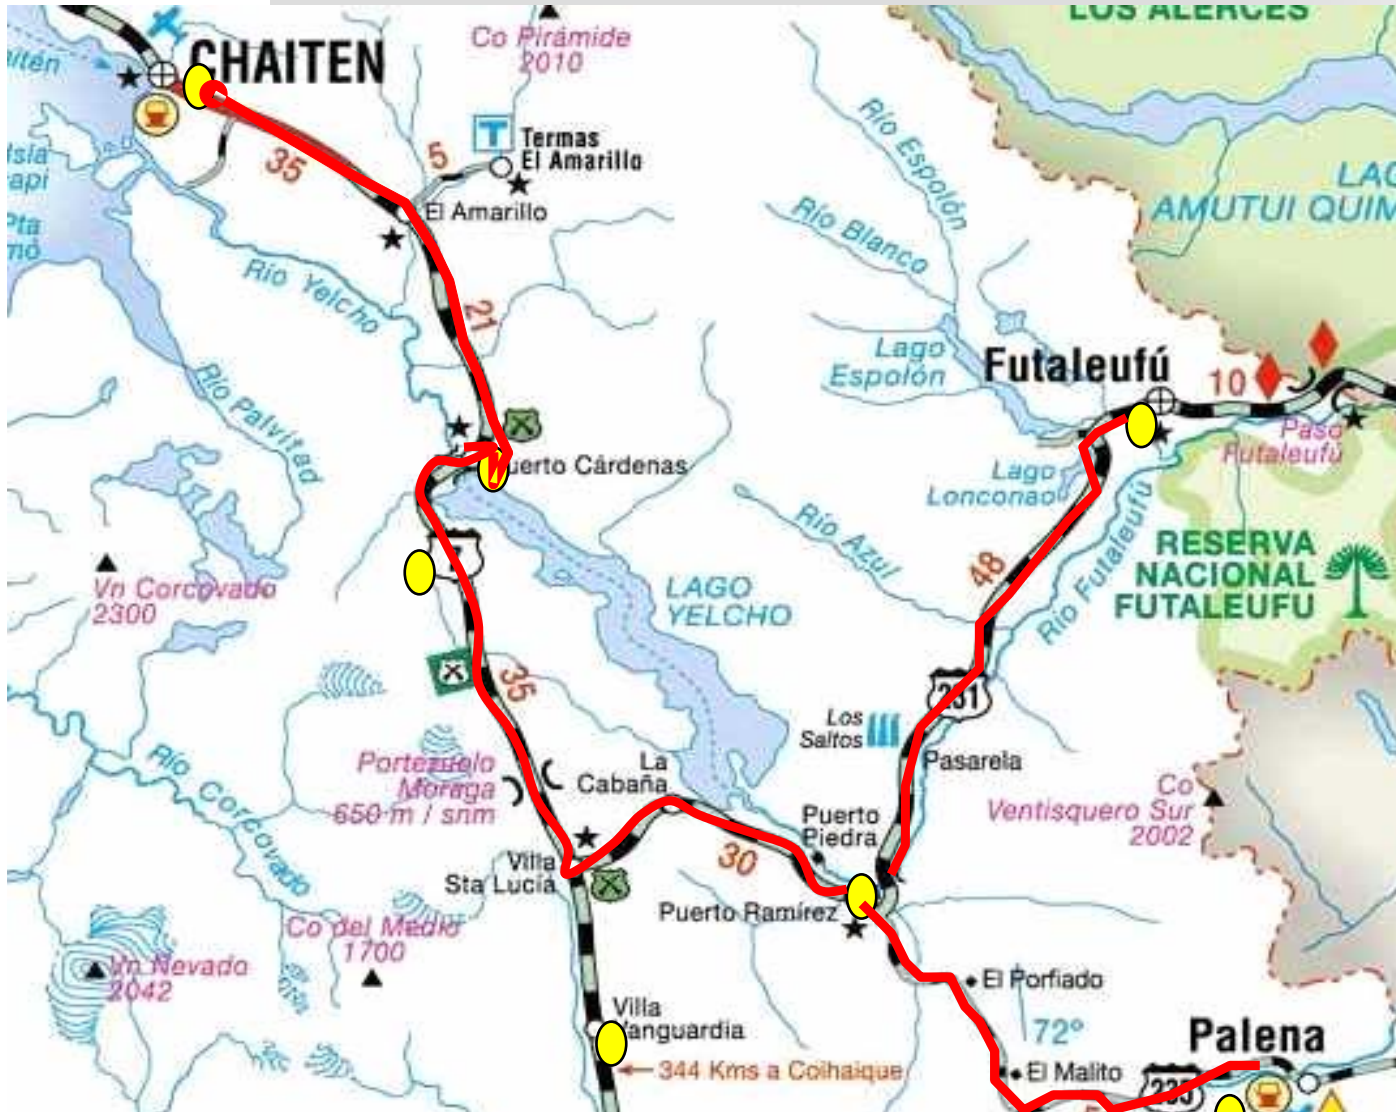 LOS ALERCES
CHAITEN
Co Pirámide
2010
Termas
El Amarillo
5
35
El Amarillo
Río Espolón
Río Blanco
LAG
AMUTUI QUIM
Río Yelcho
21
Lago
Espolón
Futaleufú
10
Paso
Futaleufú
Río Palvitad
Puerto Cárdenas
Lago
Lonconao
Río Azul
Río Futaleufú
48
RESERVA
NACIONAL
FUTALEUFU
Vn Corcovado
2300
LAGO
YELCHO
35
231
Los
Saltos
Pasarela
Portezuelo
Moraga
650 m / snm
La
Cabaña
Puerto
Piedra
Co
Ventisquero Sur
2002
Río Corcovado
30
Villa
Sta Lucía
Puerto Ramírez
Co del Medio
1700
Vn Nevado
2042
El Porfiado
Villa
Vanguardia
72°
Palena
344 Kms a Coihaique
El Malito
235